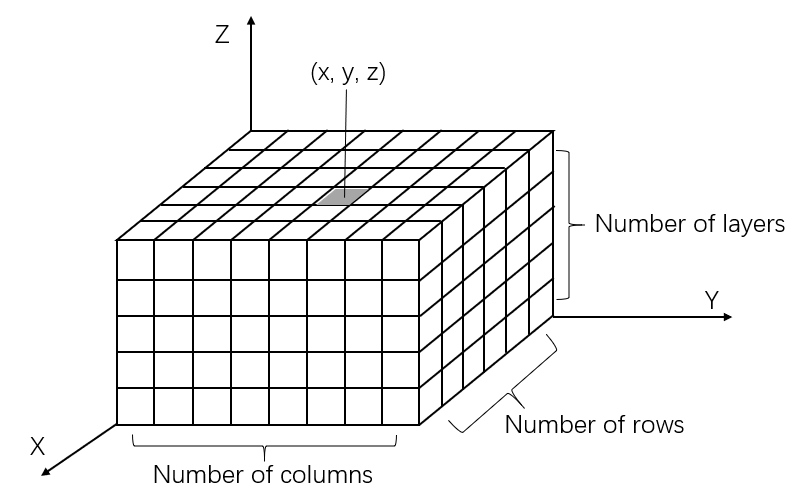 Z
(x, y, z)
Number of layers
Y
Number of rows
X
Number of columns